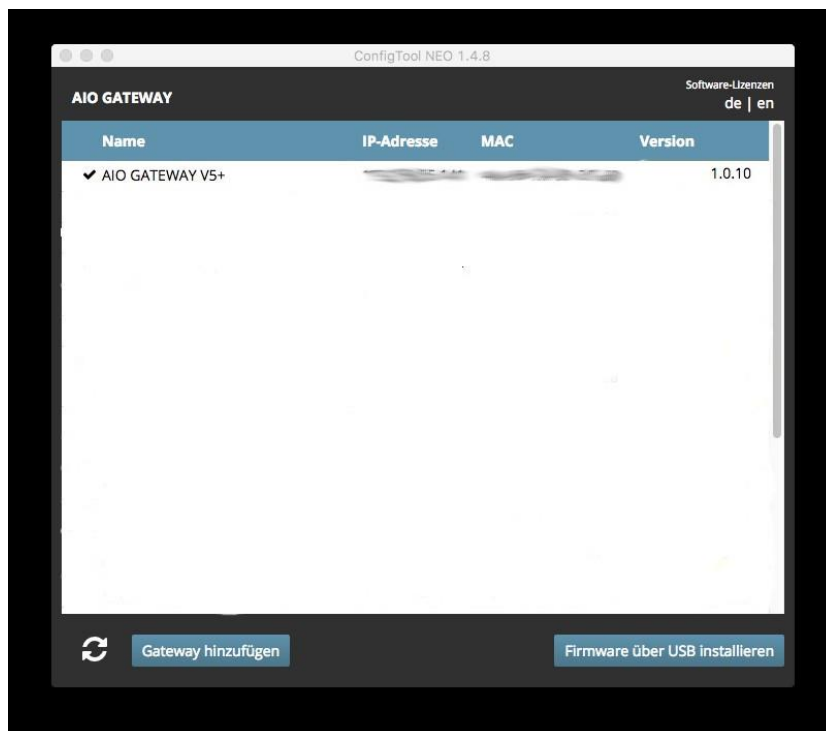 ConfigTool NEO 1.4.8
Software-Lizenzen
AIO GATEWAY
de | en
Name IP-Adresse MAC Version
✔ AIO GATEWAY V5+ 1.0.10
Gateway hinzufügen Firmware über USB installieren